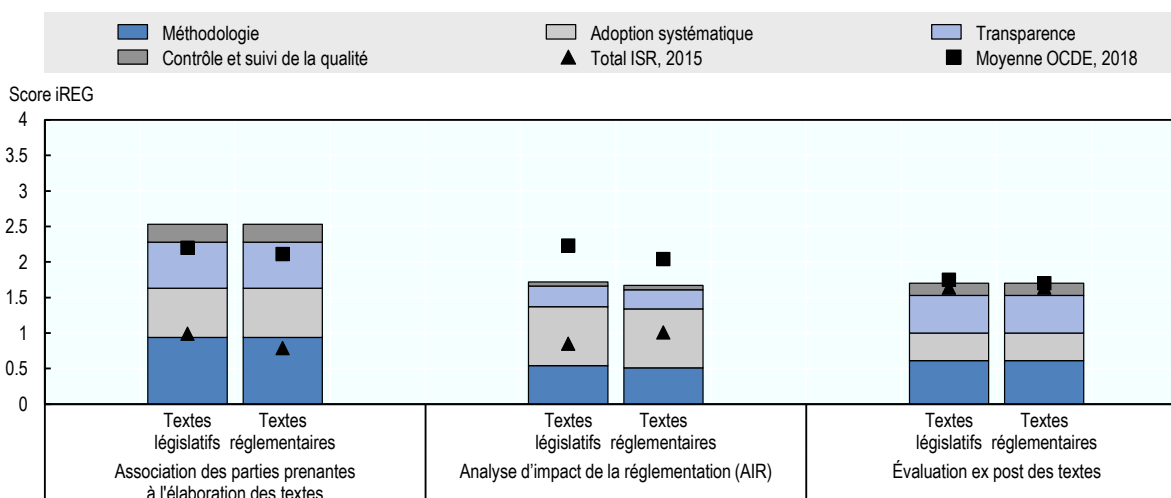 Méthodologie
Adoption systématique
Transparence
Contrôle et suivi de la qualité
Total ISR, 2015
Moyenne OCDE, 2018
Score iREG
4
3.5
3
2.5
2
1.5
1
0.5
0
Textes
législatifs
Textes
réglementaires
Textes
législatifs
Textes
réglementaires
Textes
législatifs
Textes
réglementaires
Association des parties prenantes
à l'élaboration des textes
Analyse d'impact de la réglementation (AIR)
Évaluation ex post des textes